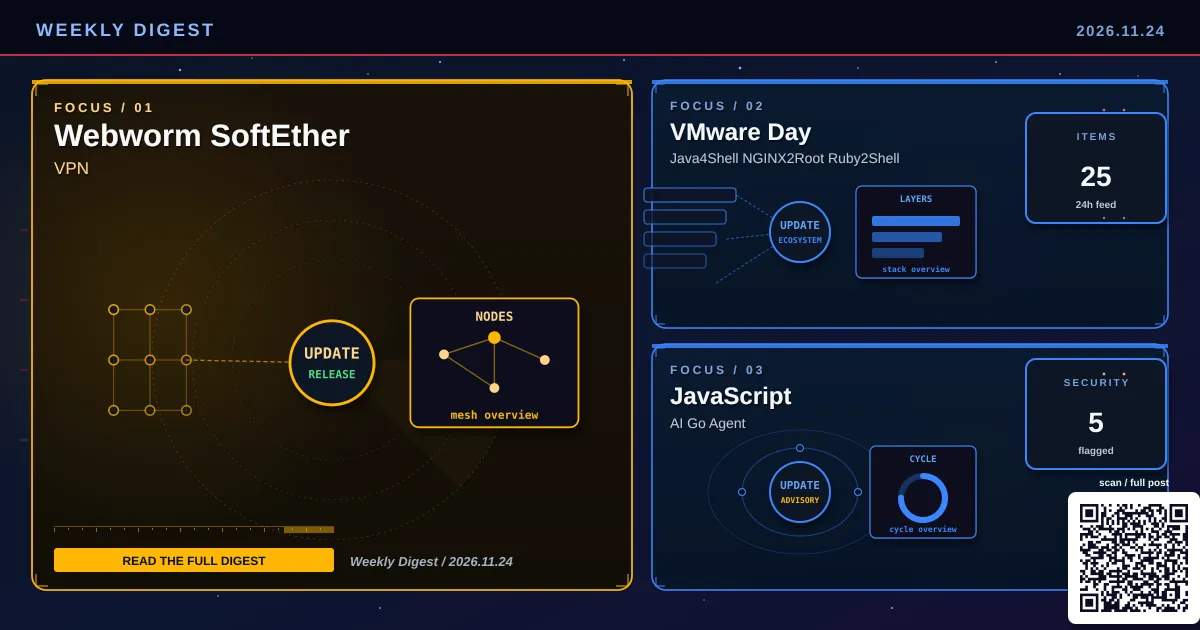 WEEKLY DIGEST
2026.11.24
FOCUS / 01
Webworm SoftEther
VPN
UPDATE
RELEASE
NODES
mesh overview
READ THE FULL DIGEST
Weekly Digest / 2026.11.24
FOCUS / 02
VMware Day
Java4Shell NGINX2Root Ruby2Shell
UPDATE
ECOSYSTEM
LAYERS
stack overview
ITEMS
25
24h feed
FOCUS / 03
JavaScript
AI Go Agent
UPDATE
ADVISORY
CYCLE
cycle overview
SECURITY
5
flagged
scan / full post